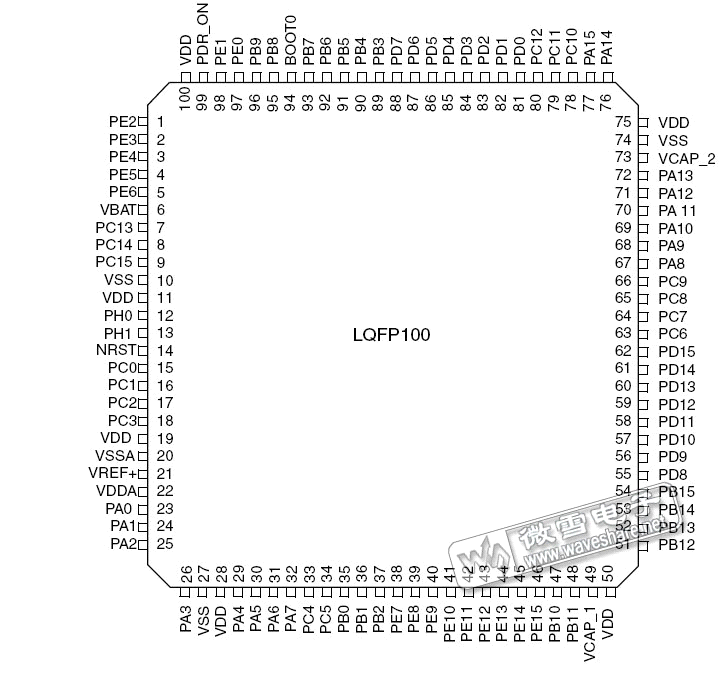 VDD
PDR_ON
PE1
PE0
PB9
PB8
BOOT0
PB7
PB6
PB5
PB4
PB3
PD7
PD6
PD5
PD4
PD3
PD2
PD1
PD0
PC12
PC11
PC10
PA15
PA14
100
99
98
97
96
95
94
93
92
91
90
89
88
87
86
85
84
83
82
81
80
79
78
77
76
PE2 1
PE3 2
PE4 3
PE5 4
PE6 5
VBAT 6
PC13 7
PC14 8
PC15 9
VSS 10
VDD 11
PH0 12
PH1 13
NRST 14
PC0 15
PC1 16
PC2 17
PC3 18
VDD 19
VSSA 20
VREF+ 21
VDDA 22
PA0 23
PA1 24
PA2 25
LQFP100
75 VDD
74 VSS
73 VCAP_2
72 PA13
71 PA12
70 PA 11
69 PA10
68 PA9
67 PA8
66 PC9
65 PC8
64 PC7
63 PC6
62 PD15
61 PD14
60 PD13
59 PD12
58 PD11
57 PD10
56 PD9
55 PD8
54 PB15
53 PB14
52 PB13
51 PB12
26
27
28
29
30
31
32
33
34
35
36
37
38
39
40
41
42
43
44
45
46
47
48
49
50
PA3
VSS
VDD
PA4
PA5
PA6
PA7
PC4
PC5
PB0
PB1
PB2
PE7
PE8
PE9
PE10
PE11
PE12
PE13
PE14
PE15
PB10
PB11
VCAP_1
VDD
微雪电子
www.waveshare.net